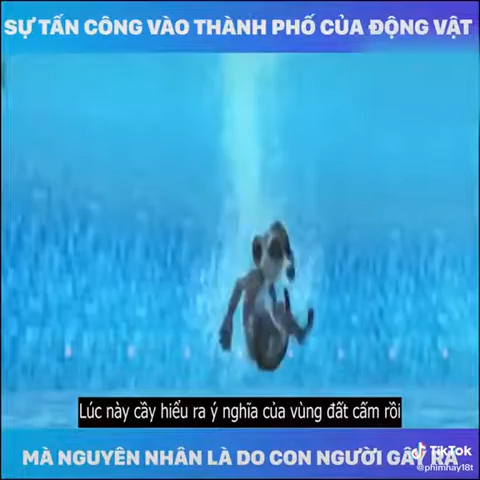 SỰ TẤN CÔNG VÀO THÀNH PHỐ CỦA ĐỘNG VẬT
Lúc này cầy hiểu ra ý nghĩa của vùng đất cấm rồi
MÀ NGUYÊN NHÂN LÀ DO CON NGƯỜI GÂY RA
TikTok
@phimhay18t